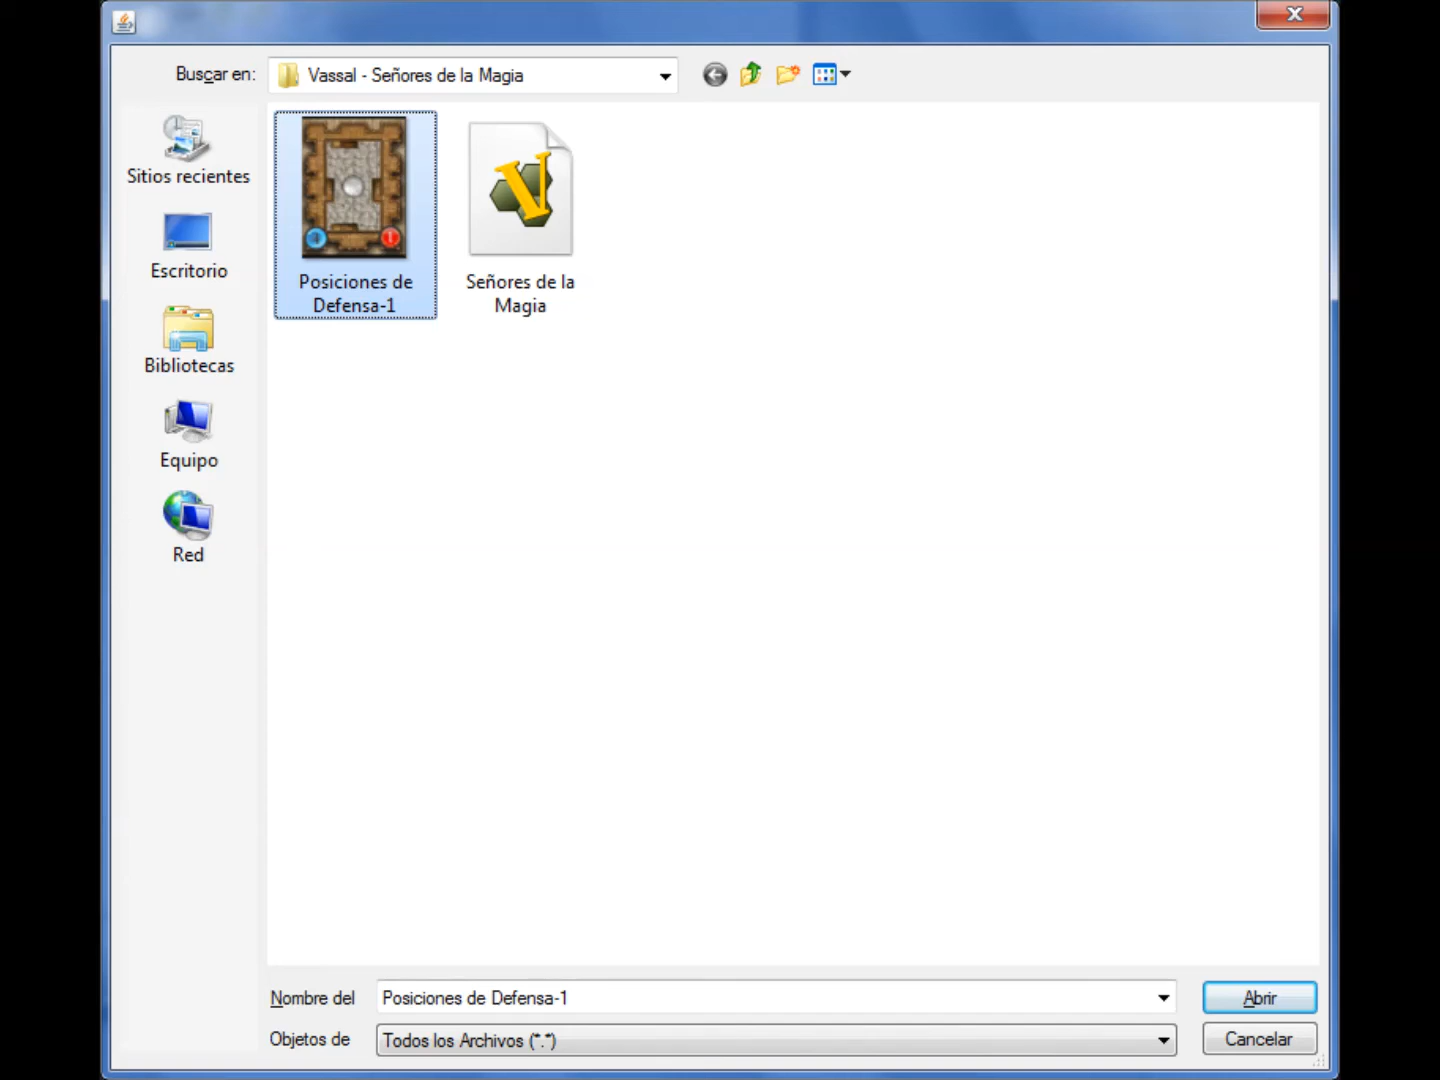 Buscar en:
Vassal - Señores de la Magia
Sitios recientes
Escritorio
Bibliotecas
Equipo
Red
Posiciones de
Defensa-1
Señores de la
Magia
Nombre del
Posiciones de Defensa-1
Abrir
Objetos de
Todos los Archivos (*.*)
Cancelar